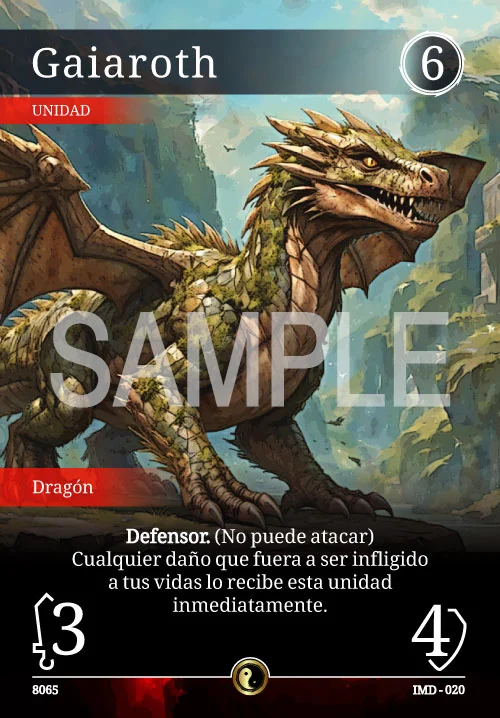 Gaiaroth
6
UNIDAD
SAMPLE
Dragón
Defensor. (No puede atacar)
Cualquier daño que fuera a ser infligido
a tus vidas lo recibe esta unidad
inmediatamente.
3
4
8065
IMD - 020